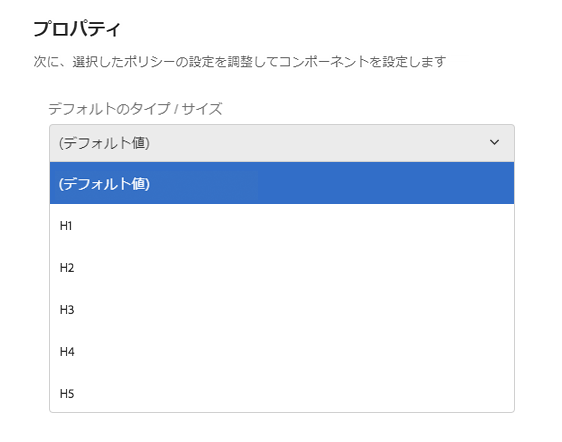 プロパティ
次に、選択したポリシーの設定を調整してコンポーネントを設定します
デフォルトのタイプ / サイズ
(デフォルト値)
(デフォルト値)
H1
H2
H3
H4
H5